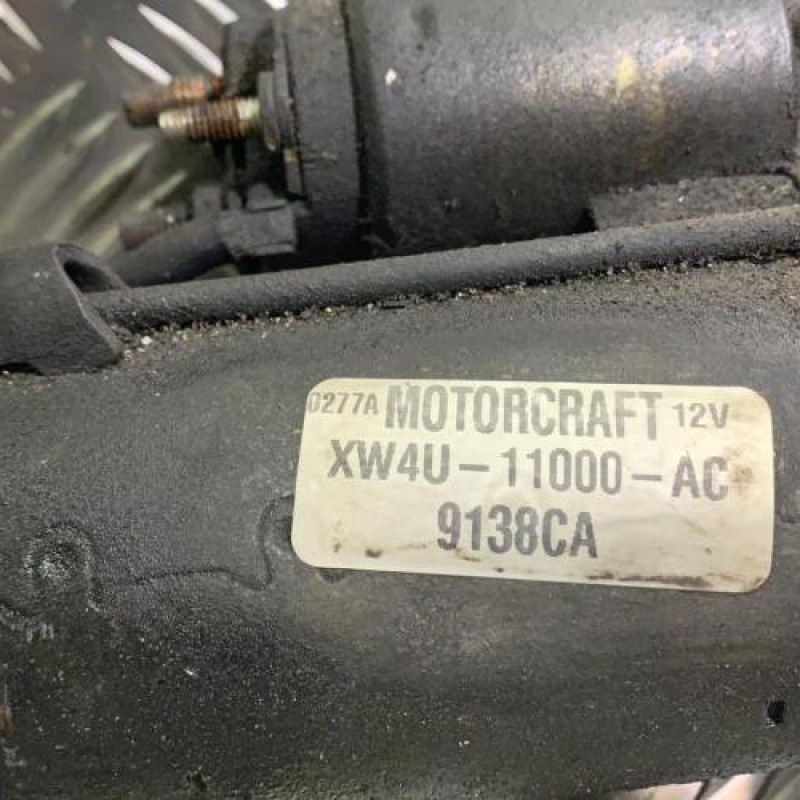 0277A MOTORCRAFT 12V
XW4U-11000-AC
9138CA